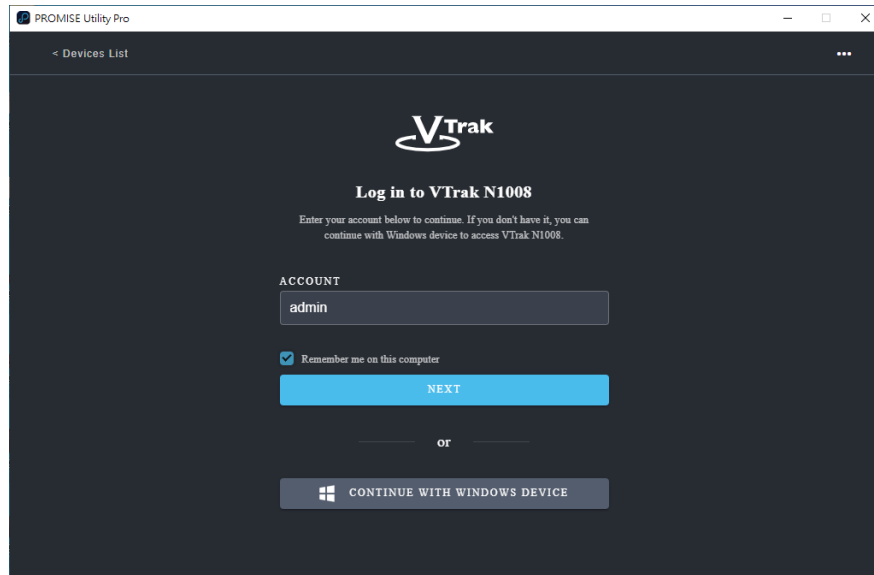 PROMISE Utility Pro
< Devices List
VTrak
Log in to VTrak N1008
Enter your account below to continue. If you don't have it, you can
continue with Windows device to access VTrak N1008.
ACCOUNT
admin
Remember me on this computer
NEXT
or
CONTINUE WITH WINDOWS DEVICE